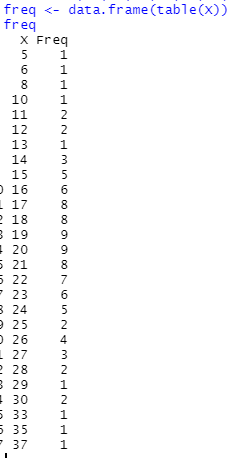 freq <- data.frame(table(X))
freq
X Freq
5 1
6 1
8 1
10 1
11 2
12 2
13 1
14 3
15 5
0 16 6
1 17 8
2 18 8
3 19 9
4 20 9
5 21 8
6 22 7
7 23 6
8 24 5
9 25 2
0 26 4
1 27 3
2 28 2
3 29 1
4 30 2
5 33 1
6 35 1
7 37 1